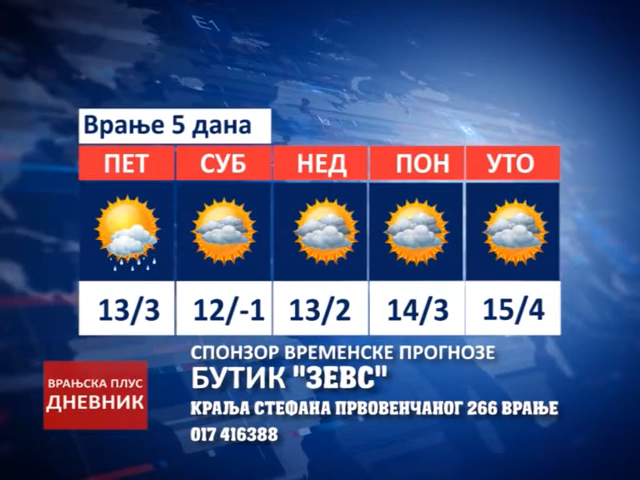 Врање 5 дана
ПЕТ СУБ НЕД ПОН УТО
13/3 12/-1 13/2 14/3 15/4
СПОНЗОР ВРЕМЕНСКЕ ПРОГНОЗЕ
БУТИК "ЗЕВС"
КРАЉА СТЕФАНА ПРВОВЕНЧАНОГ 266 ВРАЊЕ
017 416388
ВРАЊСКА ПЛУС
ДНЕВНИК